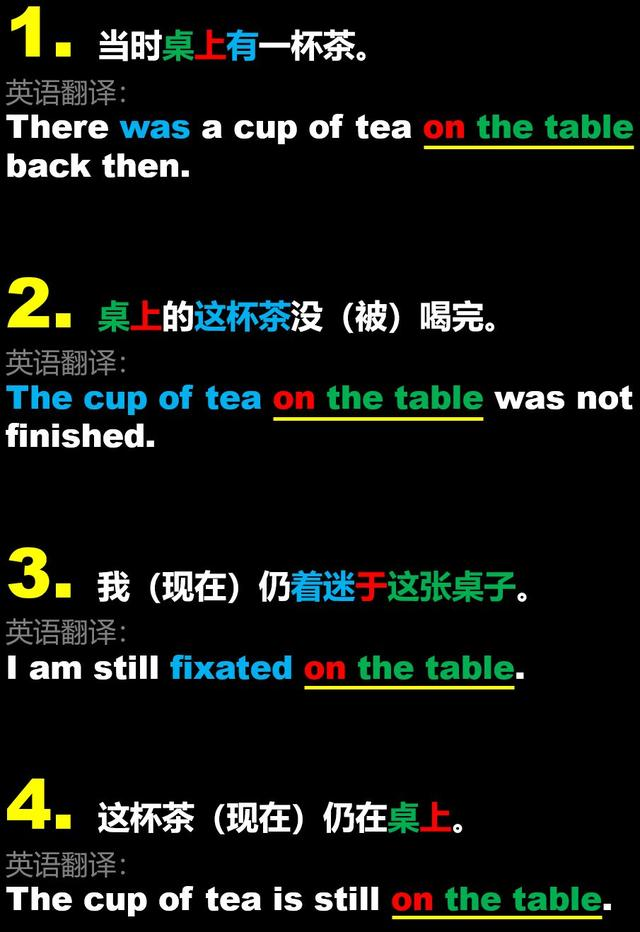 1. 当时桌上有一杯茶。
英语翻译：
There was a cup of tea on the table
back then.
2. 桌上的这杯茶没（被）喝完。
英语翻译：
The cup of tea on the table was not
finished.
3. 我（现在）仍着迷于这张桌子。
英语翻译：
I am still fixated on the table.
4. 这杯茶（现在）仍在桌上。
英语翻译：
The cup of tea is still on the table.